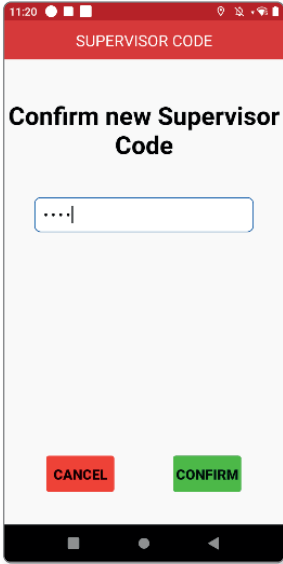 11:20
SUPERVISOR CODE
Confirm new Supervisor
Code
••••
CANCEL
CONFIRM